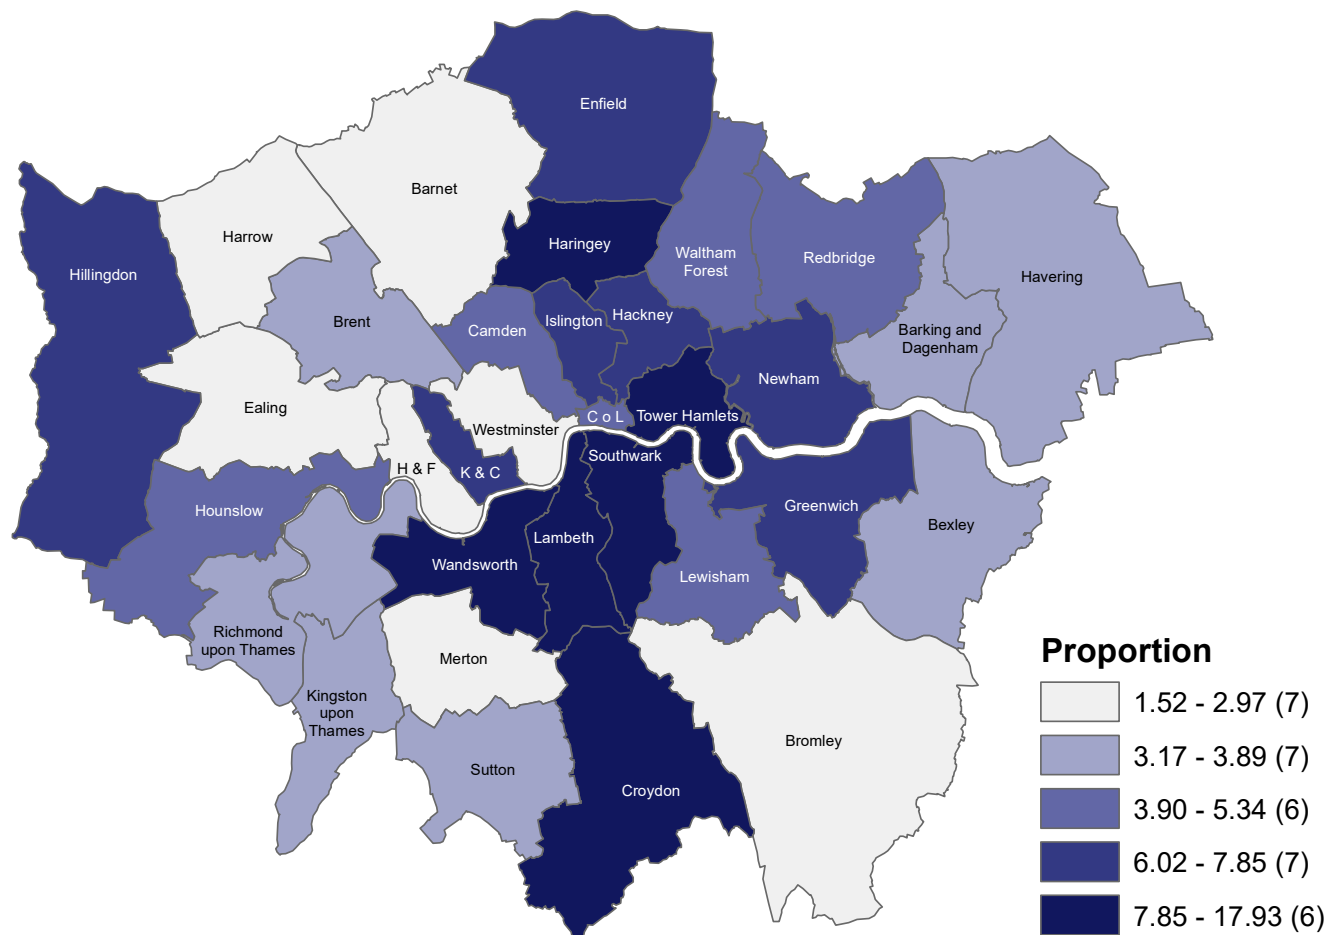 Enfield
Barnet
Harrow
Haringey
Waltham
Forest
Redbridge
Hillingdon
Havering
Brent
Camden
Islington
Hackney
Barking and
Dagenham
Newham
Ealing
Westminster
C o L
Tower Hamlets
H & F
K & C
Southwark
Hounslow
Greenwich
Bexley
Lambeth
Wandsworth
Lewisham
Richmond
upon Thames
Merton
Kingston
upon
Thames
Sutton
Croydon
Bromley
Proportion
1.52 - 2.97 (7)
3.17 - 3.89 (7)
3.90 - 5.34 (6)
6.02 - 7.85 (7)
7.85 - 17.93 (6)